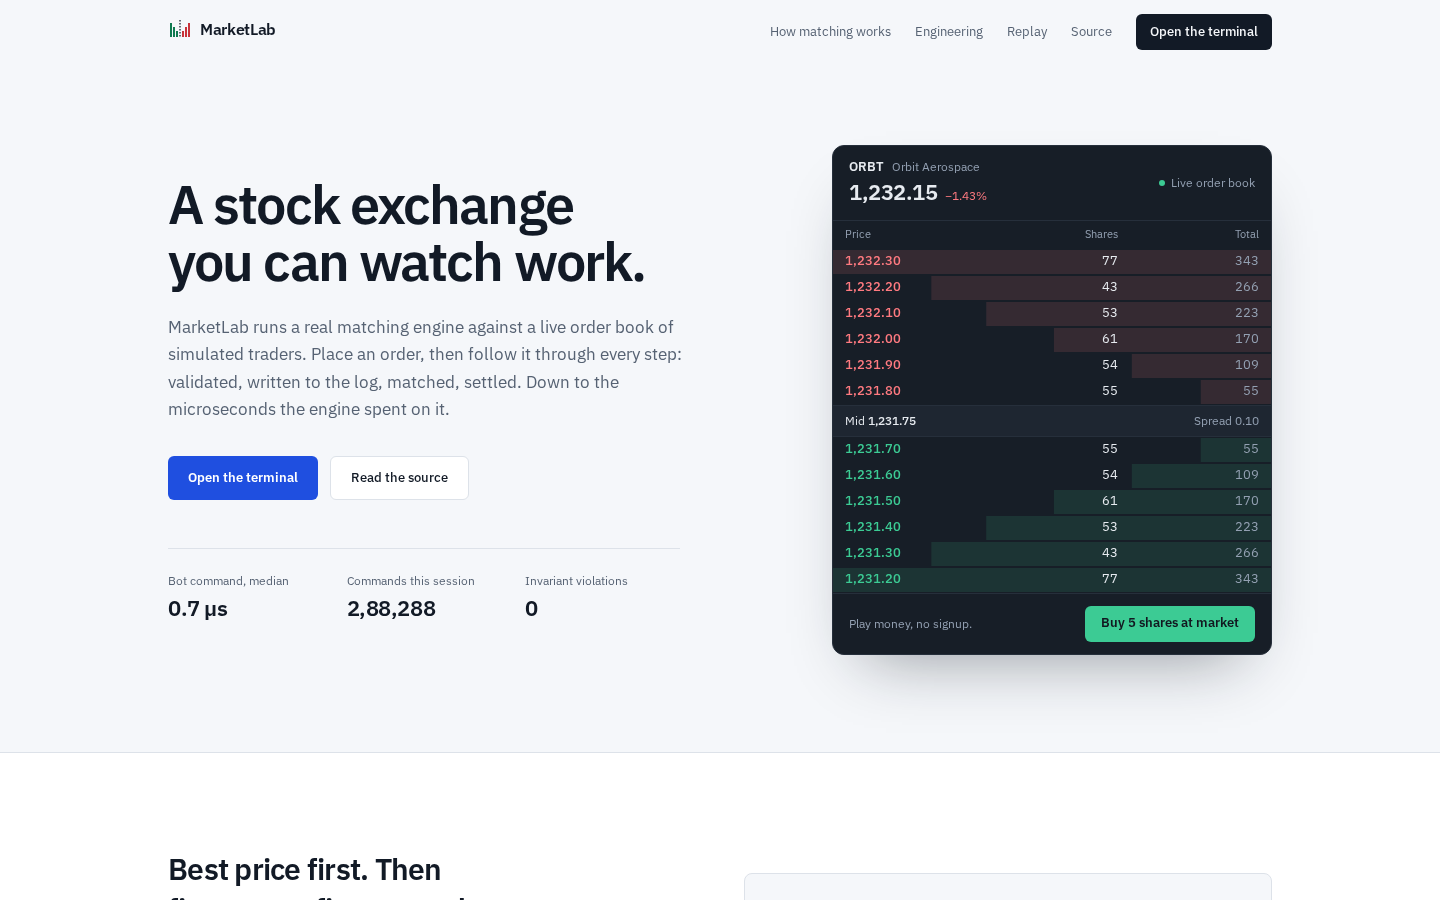 MarketLab
How matching works Engineering Replay Source Open the terminal
A stock exchange
you can watch work.
MarketLab runs a real matching engine against a live order book of
simulated traders. Place an order, then follow it through every step:
validated, written to the log, matched, settled. Down to the
microseconds the engine spent on it.
Open the terminal Read the source
Bot command, median Commands this session Invariant violations
0.7 µs 2,88,288 0
ORBT Orbit Aerospace
1,232.15 −1.43%
Live order book
Price Shares Total
1,232.30 77 343
1,232.20 43 266
1,232.10 53 223
1,232.00 61 170
1,231.90 54 109
1,231.80 55 55
Mid 1,231.75 Spread 0.10
1,231.70 55 55
1,231.60 54 109
1,231.50 61 170
1,231.40 53 223
1,231.30 43 266
1,231.20 77 343
Play money, no signup. Buy 5 shares at market
Best price first. Then